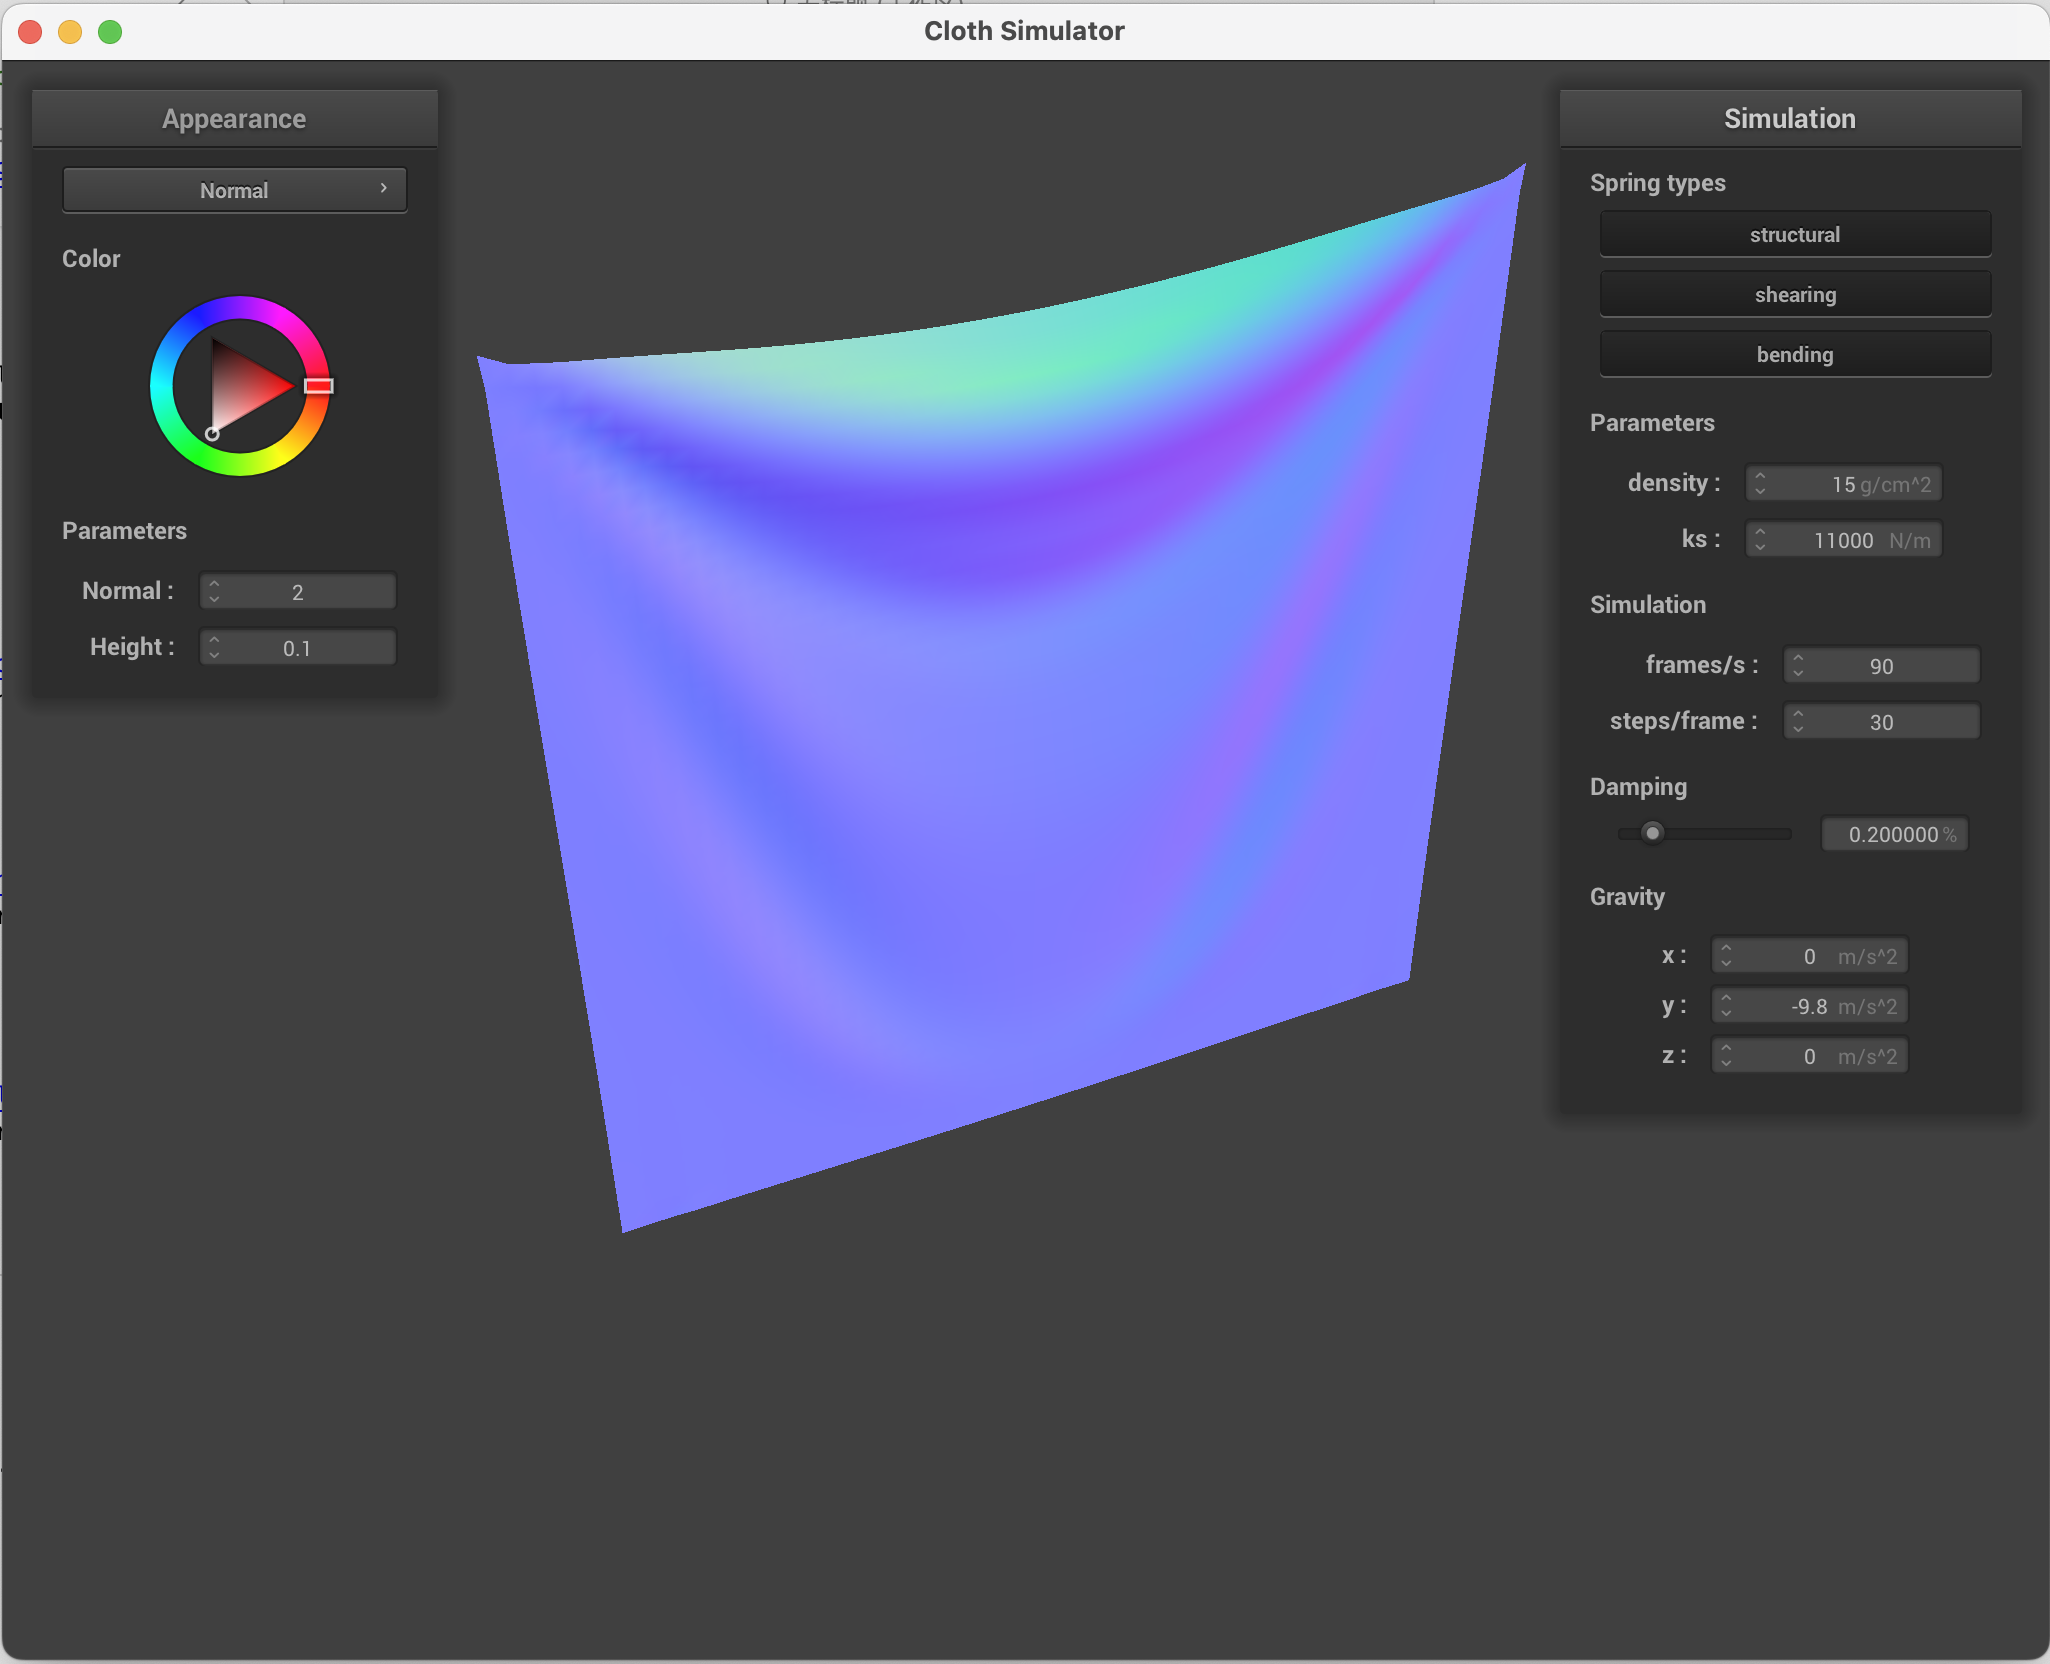 Cloth Simulator
Appearance
Normal
Color
Parameters
Normal : 2
Height : 0.1
Simulation
Spring types
structural
shearing
bending
Parameters
density : 15 g/cm^2
ks : 11000 N/m
Simulation
frames/s : 90
steps/frame : 30
Damping
0.200000 %
Gravity
x : 0 m/s^2
y : -9.8 m/s^2
z : 0 m/s^2